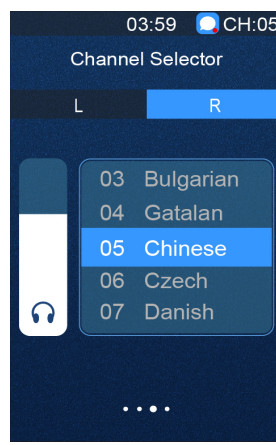 03:59 CH:05
Channel Selector
L R
03 Bulgarian
04 Gatalan
05 Chinese
06 Czech
07 Danish